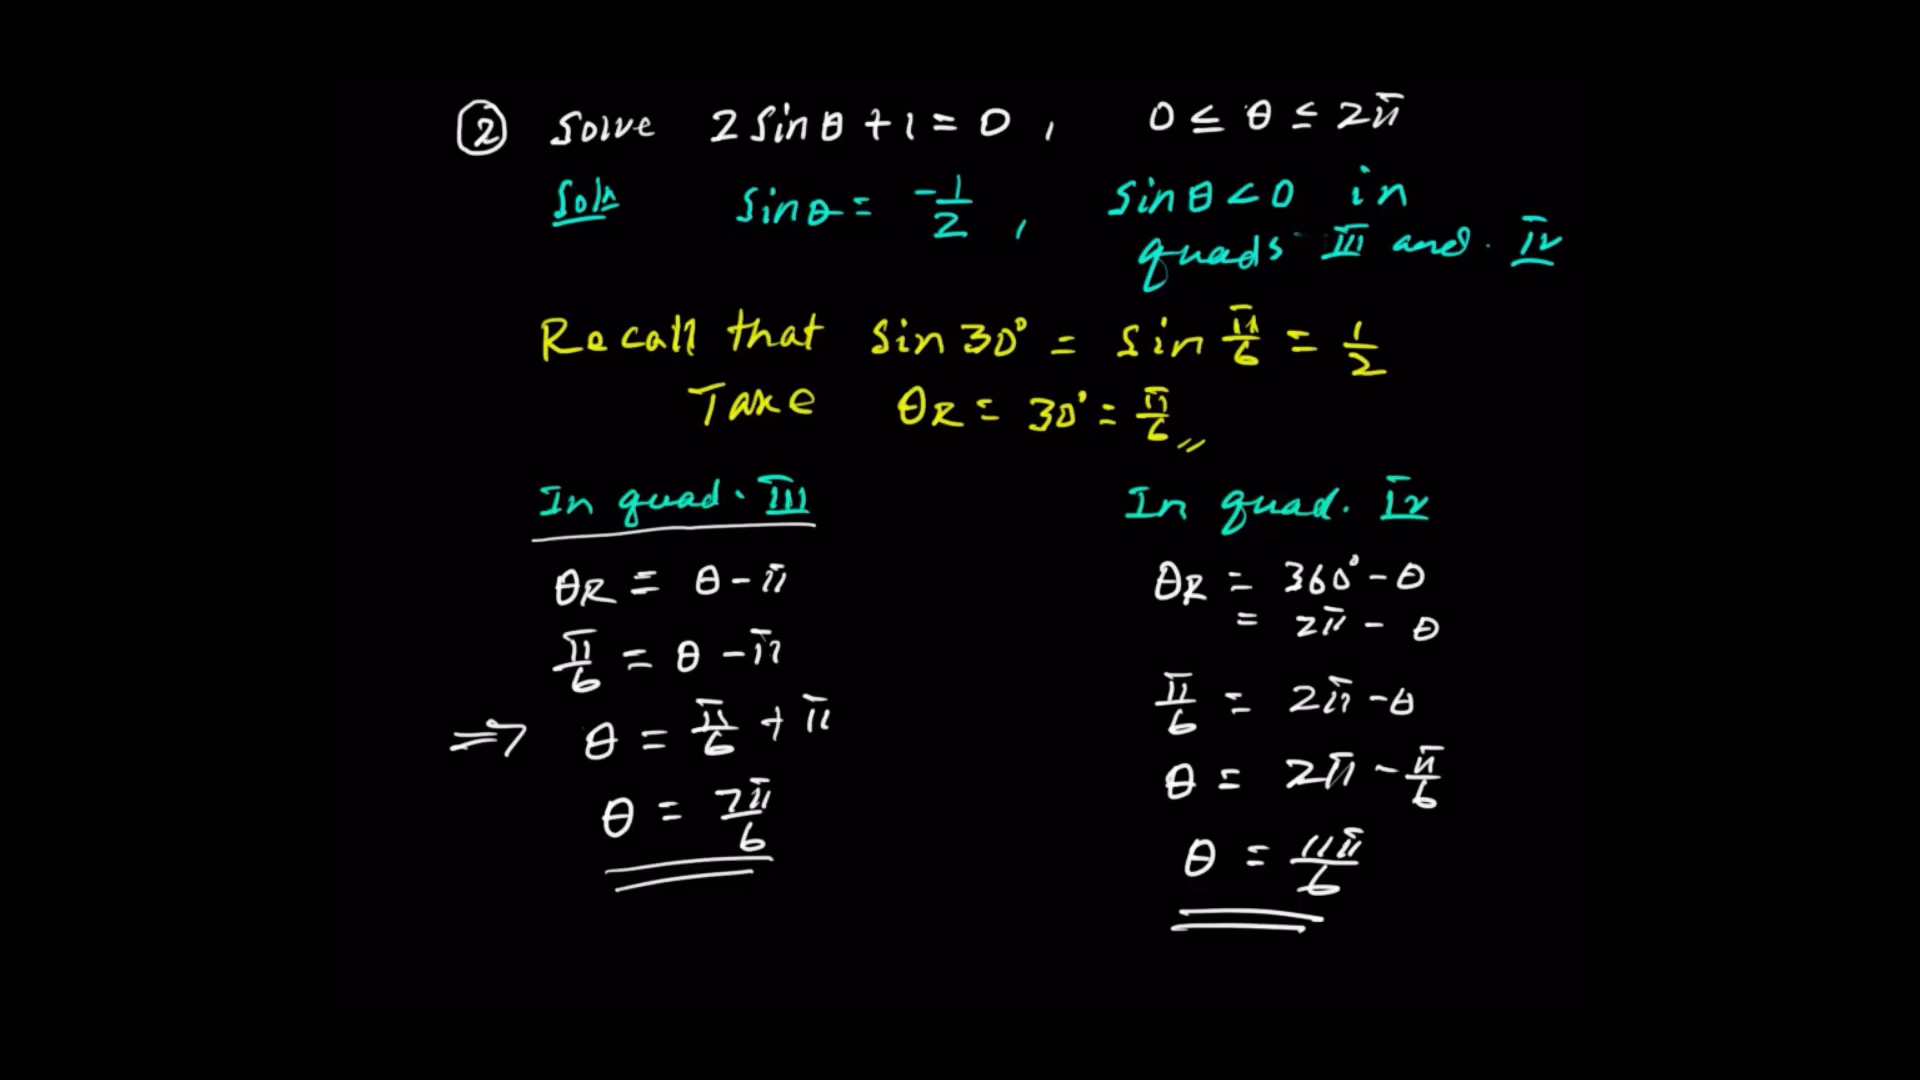 ② Solve 2 sin θ + 1 = 0 , 0 ≤ θ ≤ 2π
Soln sin θ = -1/2 , sin θ < 0 in
quads III and. IV
Recall that sin 30° = sin π/6 = 1/2
Take θR = 30° = π/6 〃
In quad. III
θR = θ - π
π/6 = θ - π
⇒ θ = π/6 + π
θ = 7π/6
In quad. IV
θR = 360° - θ
= 2π - θ
π/6 = 2π - θ
θ = 2π - π/6
θ = 11π/6